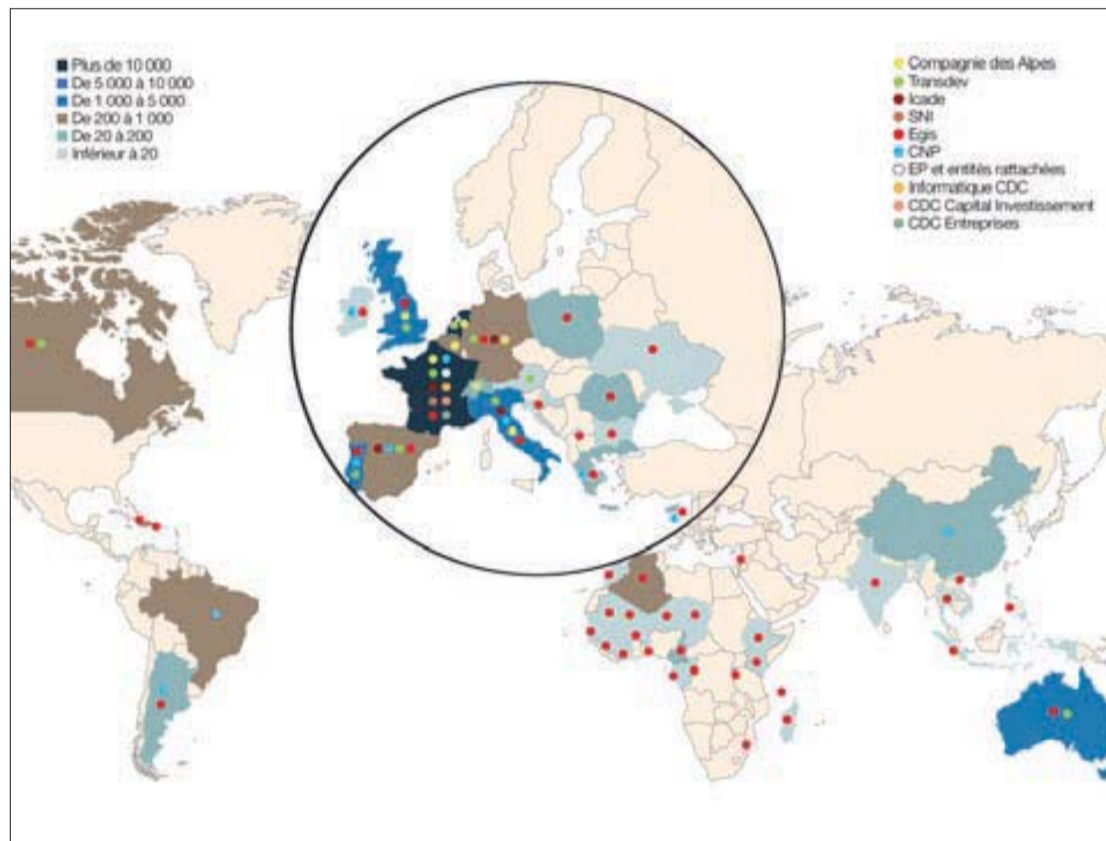 Plus de 10 000
De 5 000 à 10 000
De 1 000 à 5 000
De 200 à 1 000
De 20 à 200
Inférieur à 20
Compagnie des Alpes
Transdev
Icade
SNI
Egis
CNP
EP et entités rattachées
Informatique CDC
CDC Capital Investissement
CDC Entreprises